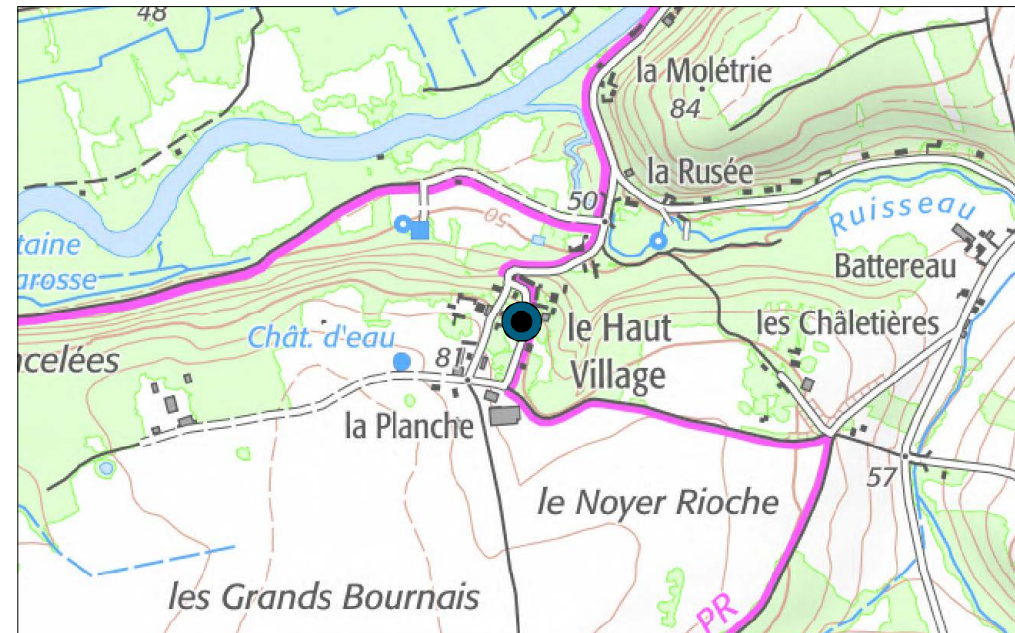 48
la Molétrie
84
la Rusée
50
50
Ruisseau
taine
arosse
Battereau
Chât. d'eau
le Haut
Village
les Châletières
81
ncelées
la Planche
57
le Noyer Rioche
les Grands Bournais
PR